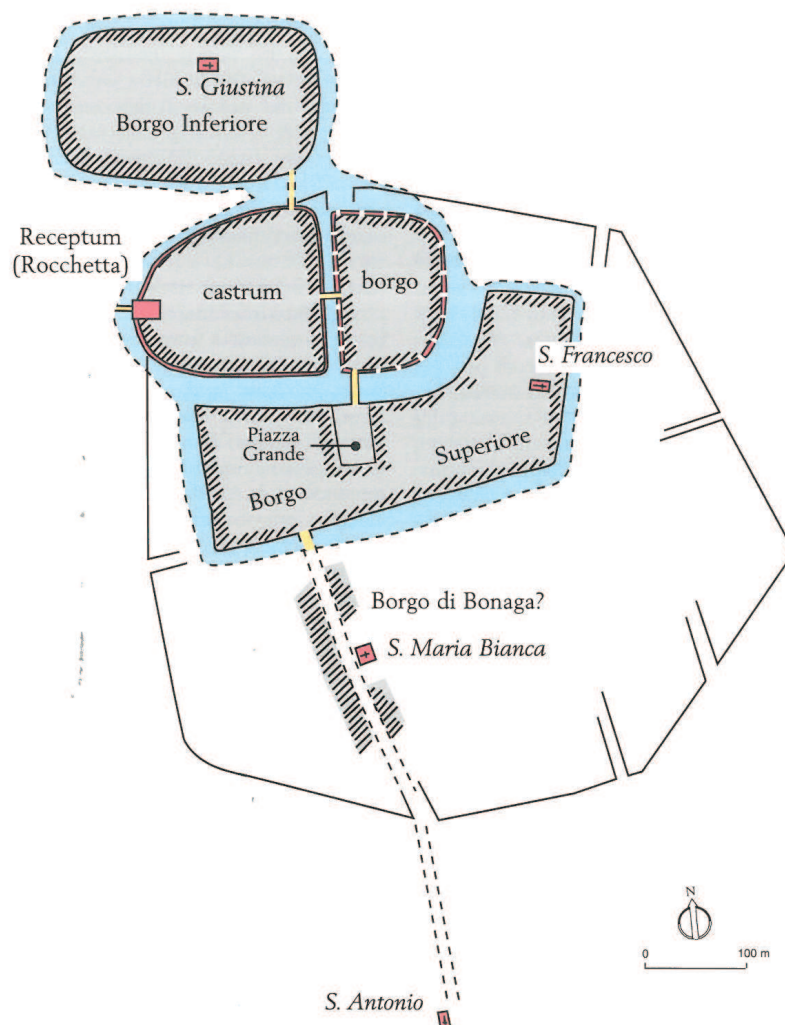 S. Giustina
Borgo Inferiore
Receptum
(Rocchetta)
castrum
borgo
S. Francesco
Piazza
Grande
Superiore
Borgo
Borgo di Bonaga?
S. Maria Bianca
N
0 100 m
S. Antonio